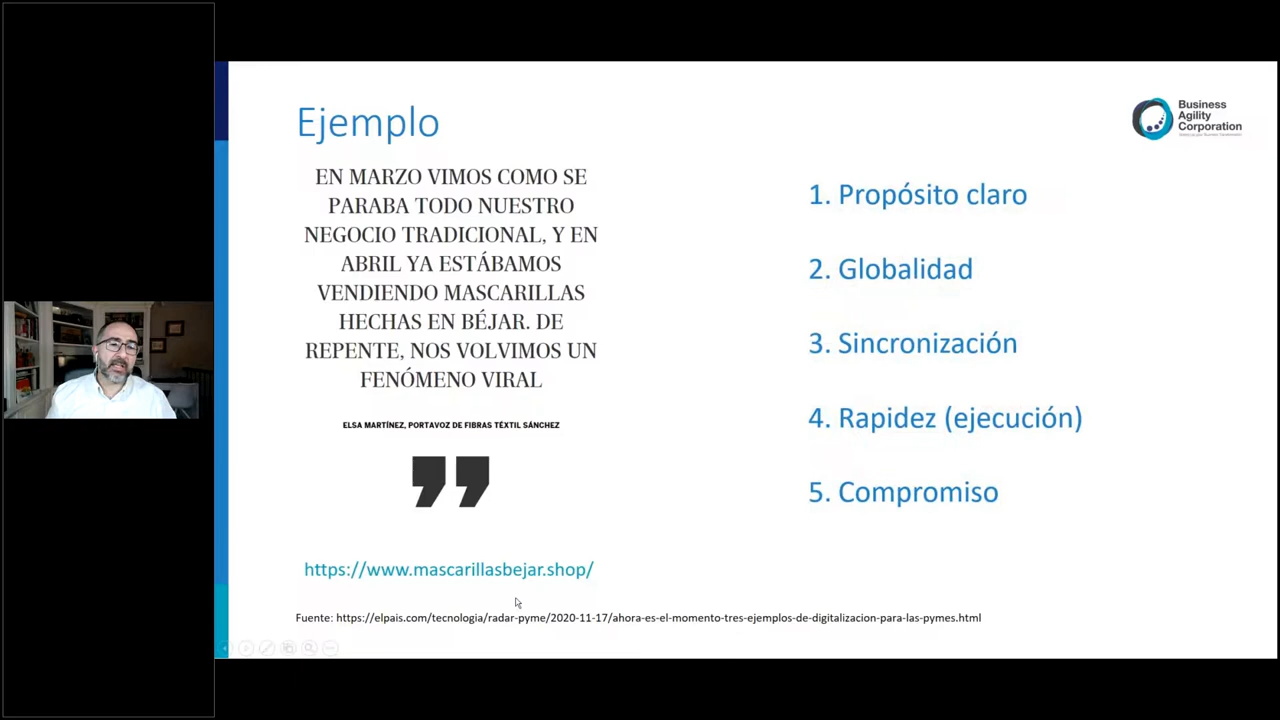 Ejemplo
Business
Agility
Corporation
EN MARZO VIMOS COMO SE
PARABA TODO NUESTRO
NEGOCIO TRADICIONAL, Y EN
ABRIL YA ESTÁBAMOS
VENDIENDO MASCARILLAS
HECHAS EN BÉJAR. DE
REPENTE, NOS VOLVIMOS UN
FENÓMENO VIRAL
ELSA MARTÍNEZ, PORTAVOZ DE FIBRAS TÉXTIL SÁNCHEZ
”
https://www.mascarillasbejar.shop/
1. Propósito claro
2. Globalidad
3. Sincronización
4. Rapidez (ejecución)
5. Compromiso
Fuente: https://elpais.com/tecnologia/radar-pyme/2020-11-17/ahora-es-el-momento-tres-ejemplos-de-digitalizacion-para-las-pymes.html